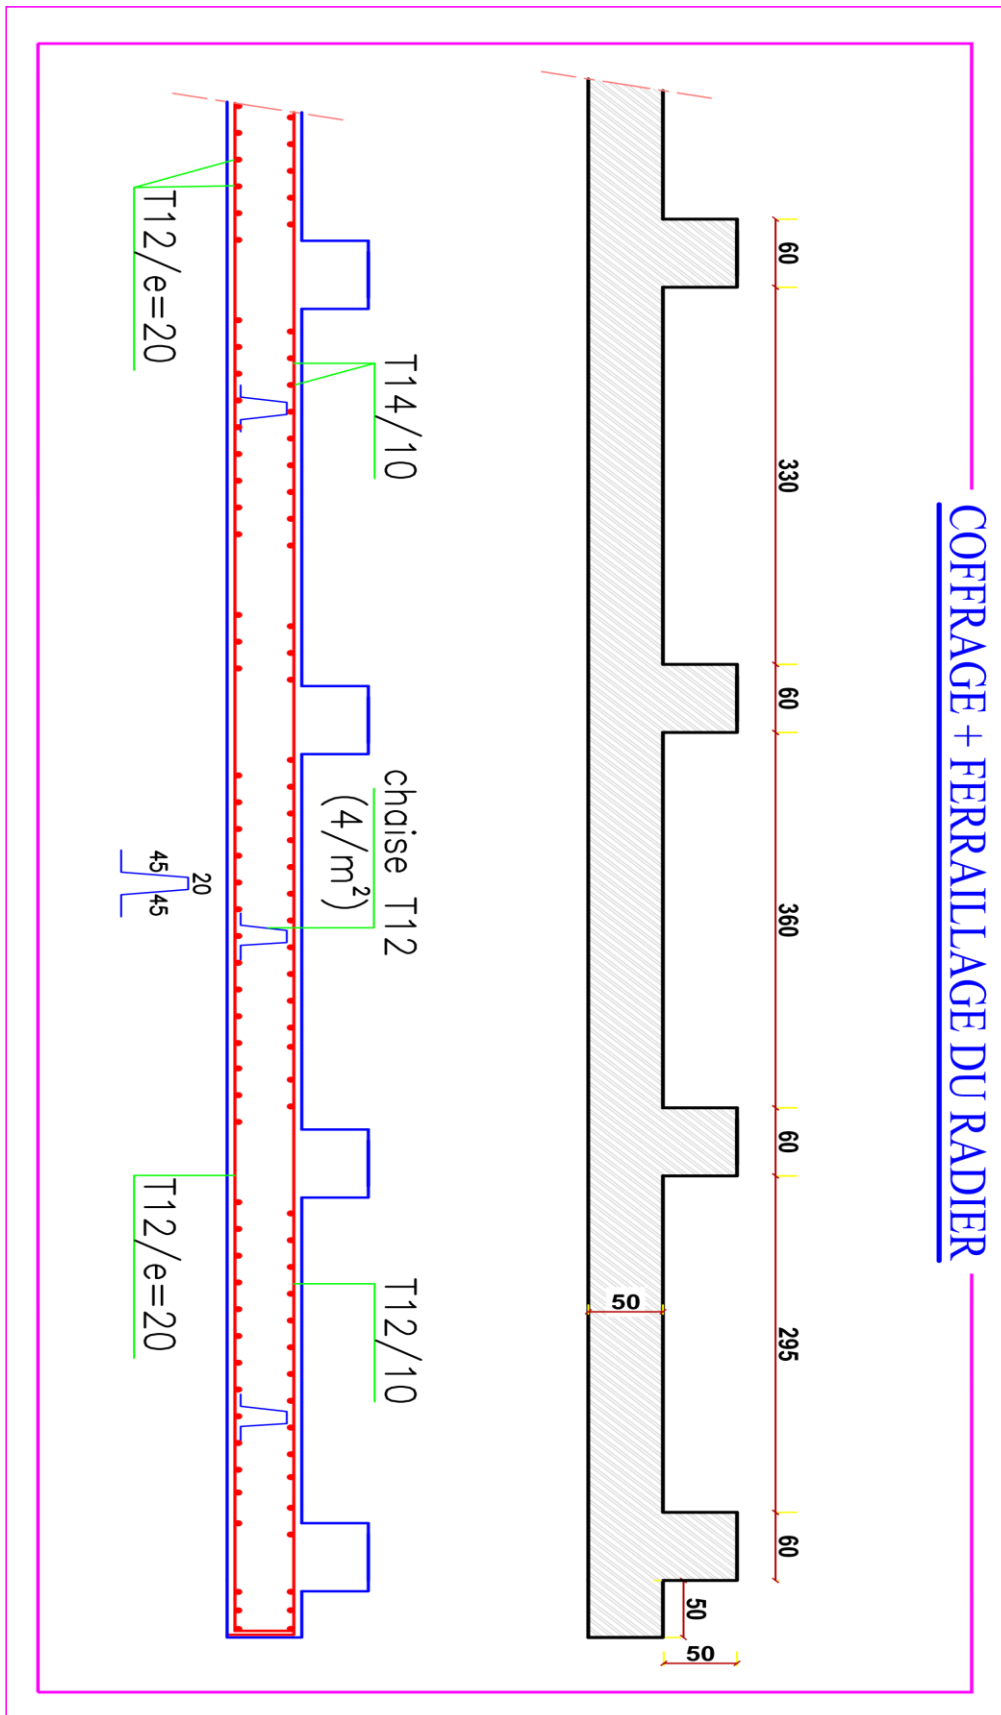 COFFRAGE + FERRAILLAGE DU RADIER
60
330
60
360
60
295
60
50
50
50
T14/10
chaise T12
(4/m²)
T12/10
T12/e=20
20
45
45
T12/e=20